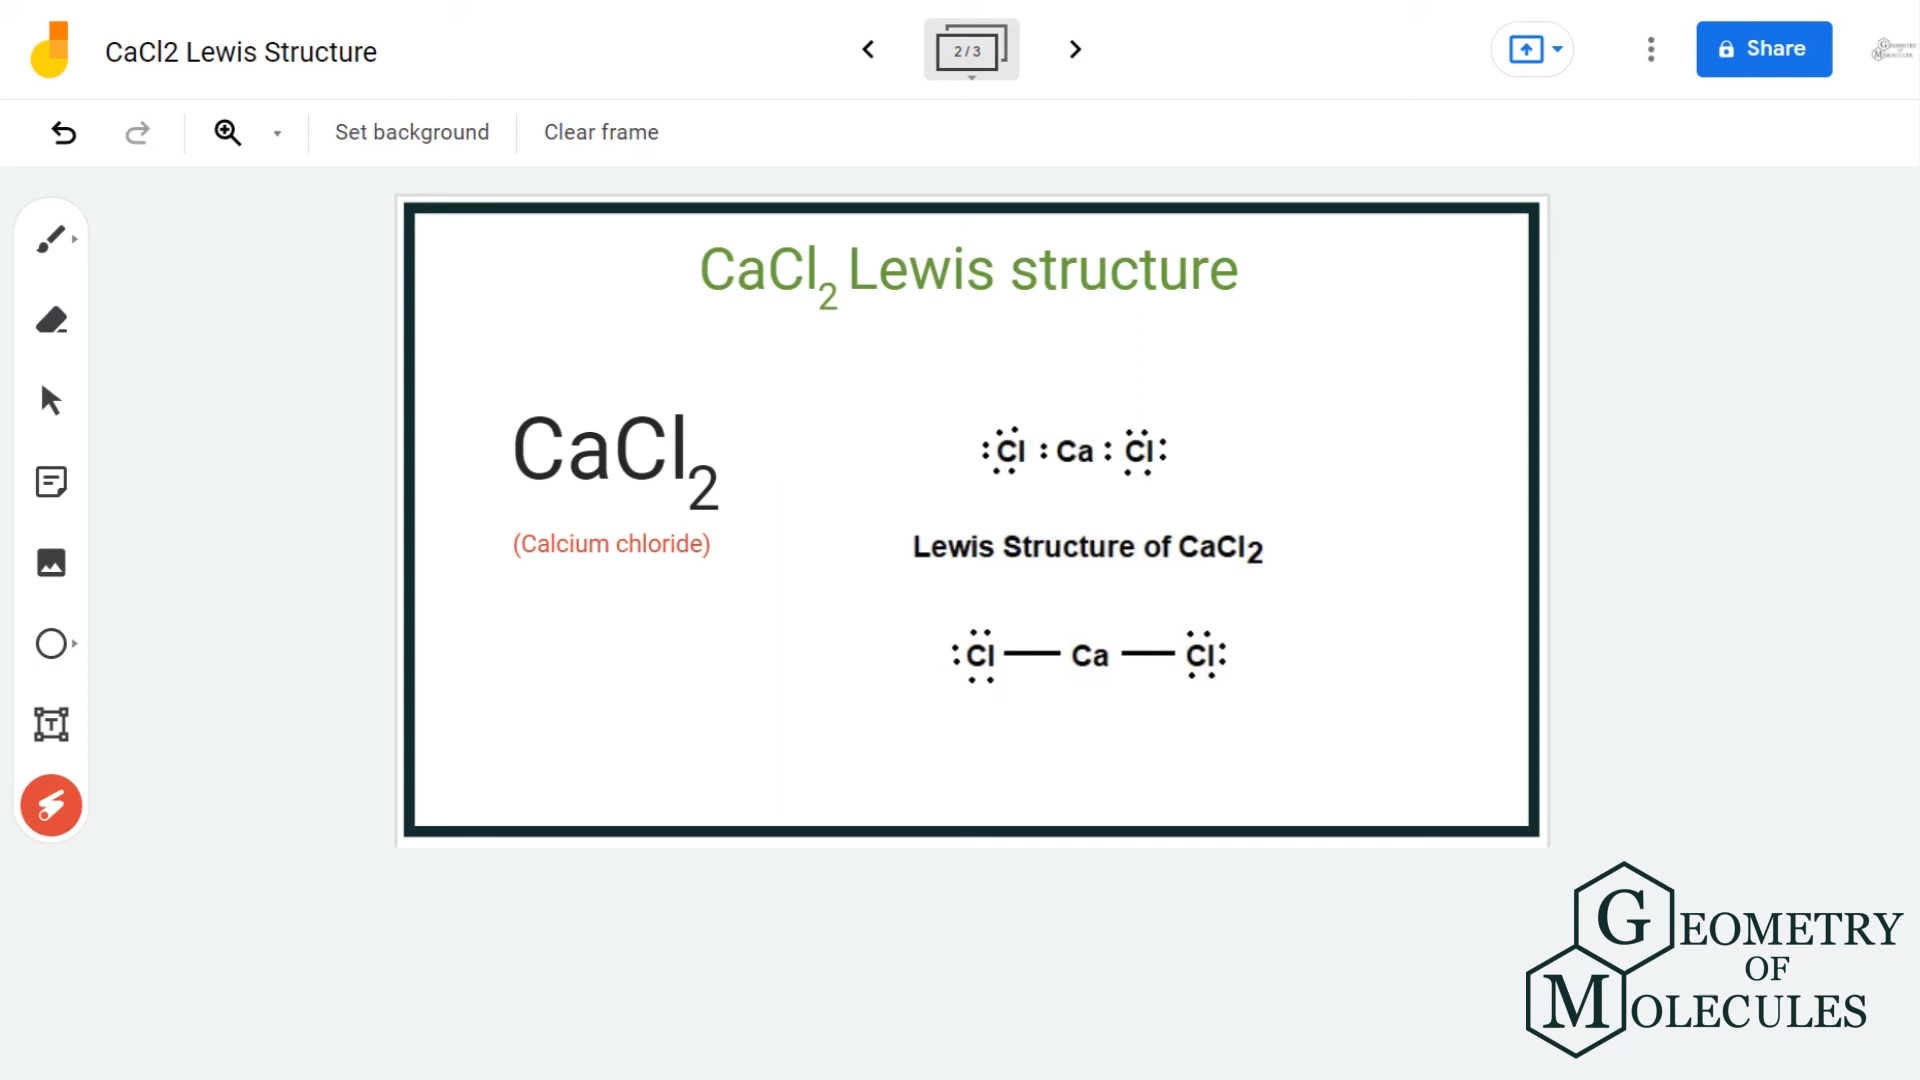 CaCl2 Lewis Structure
2 / 3
Share
Set background
Clear frame
CaCl2 Lewis structure
CaCl2
(Calcium chloride)
:Cl : Ca : Cl:
Lewis Structure of CaCl2
:Cl — Ca — Cl:
T
GEOMETRY
OF
MOLECULES